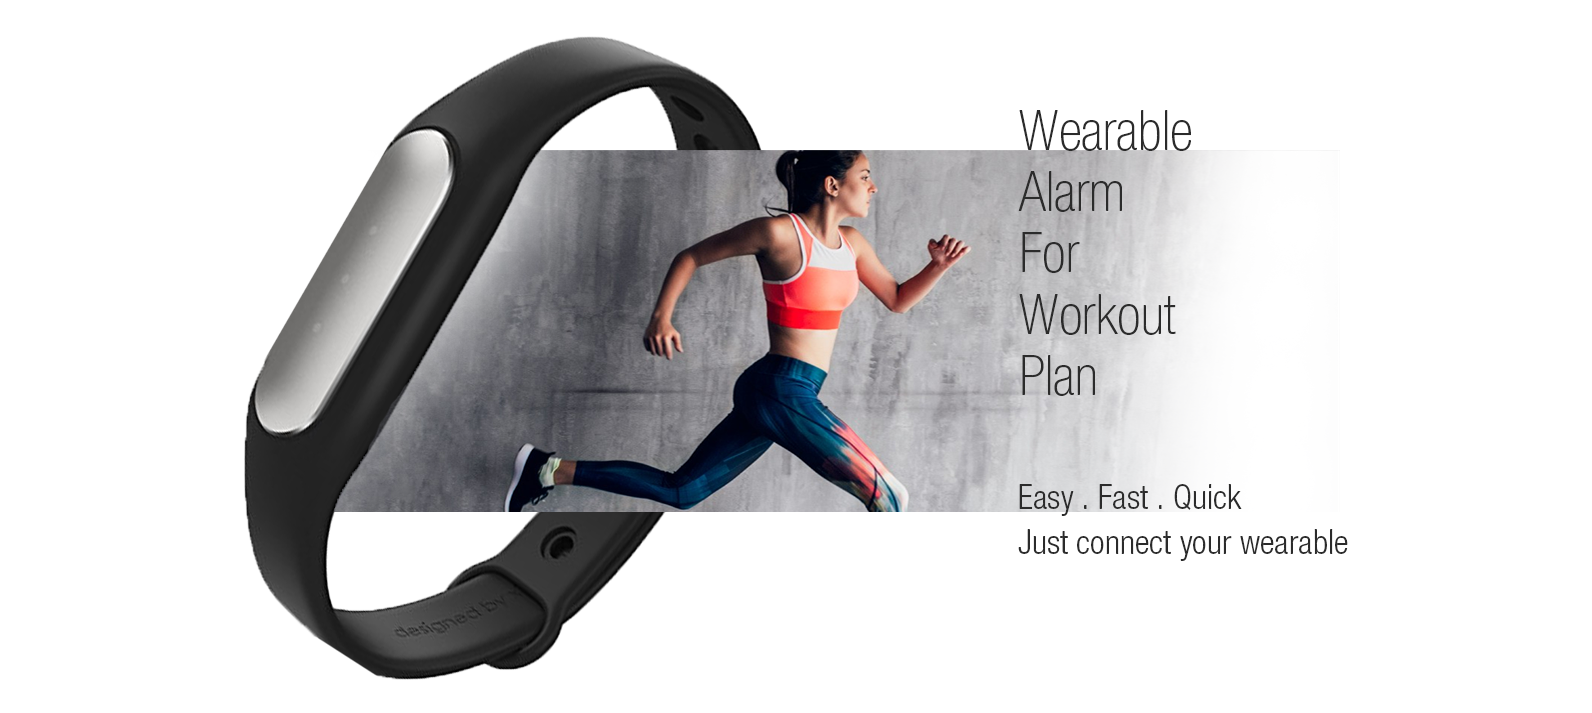 Wearable
Alarm
For
Workout
Plan
Easy . Fast . Quick
Just connect your wearable
designed by